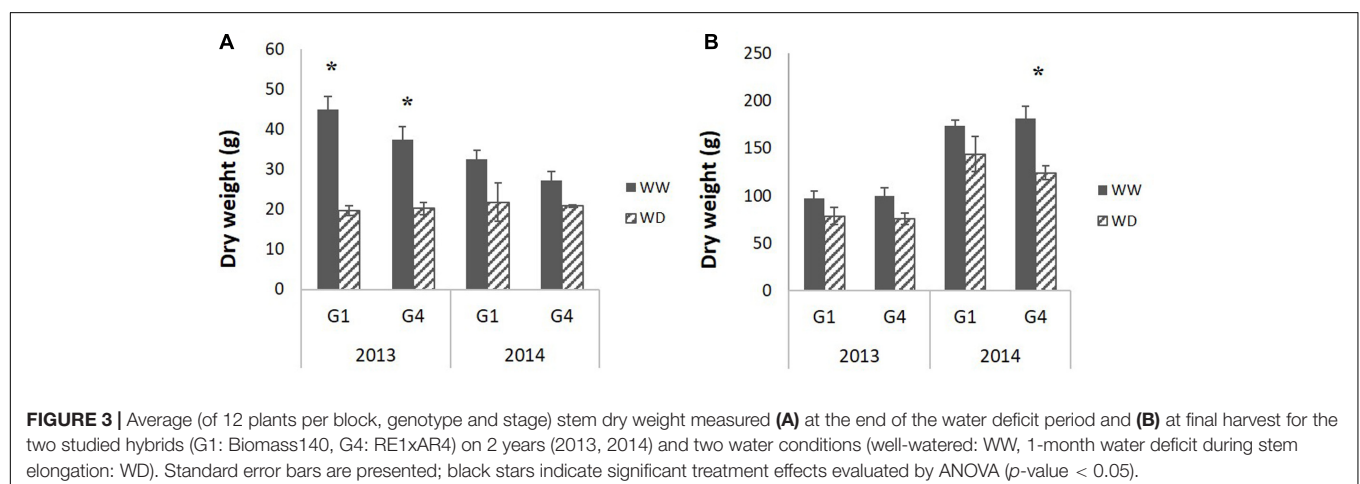 A
60
50
40
30
20
10
0
Dry weight (g)
*
*
WW
WD
G1 G4 G1 G4
2013 2014
B
250
200
150
100
50
0
Dry weight (g)
*
WW
WD
G1 G4 G1 G4
2013 2014
FIGURE 3 | Average (of 12 plants per block, genotype and stage) stem dry weight measured (A) at the end of the water deficit period and (B) at final harvest for the
two studied hybrids (G1: Biomass140, G4: RE1xAR4) on 2 years (2013, 2014) and two water conditions (well-watered: WW, 1-month water deficit during stem
elongation: WD). Standard error bars are presented; black stars indicate significant treatment effects evaluated by ANOVA (p-value < 0.05).